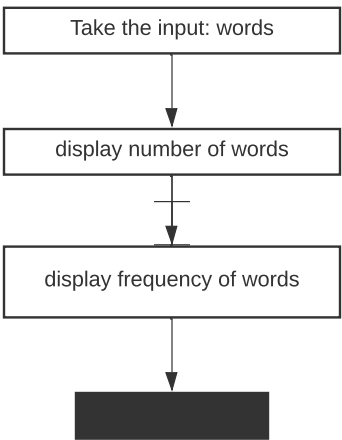 Take the input: words
display number of words
display frequency of words